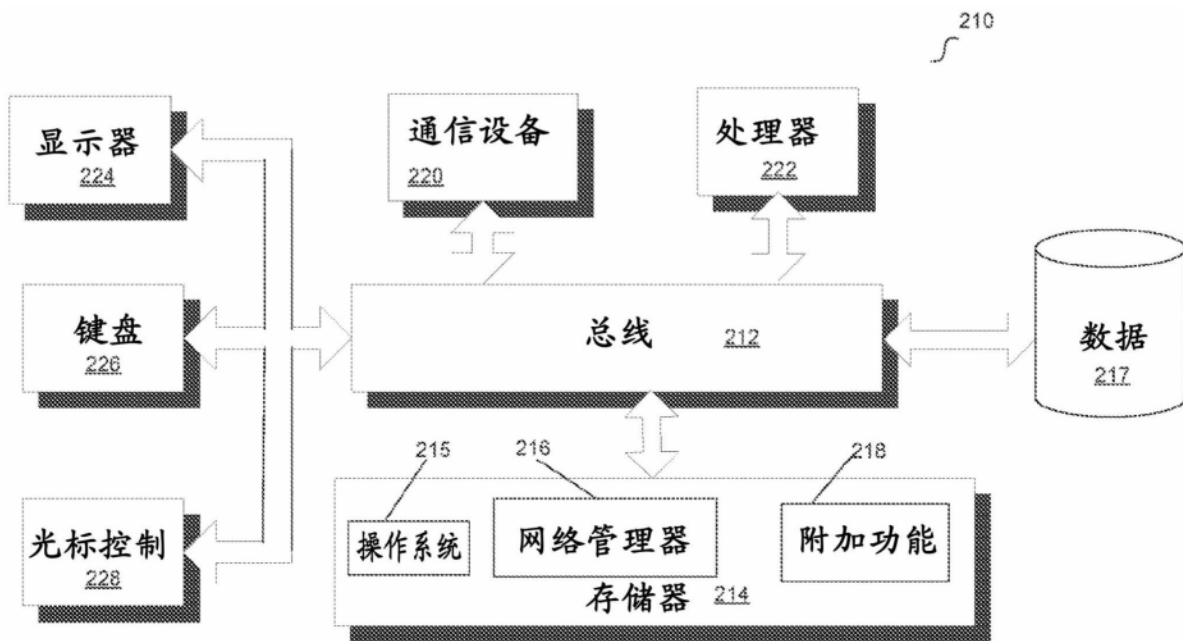 210
显示器
224
通信设备
220
处理器
222
键盘
226
总线 212
数据
217
215
216
218
光标控制
228
操作系统
网络管理器
附加功能
存储器 214